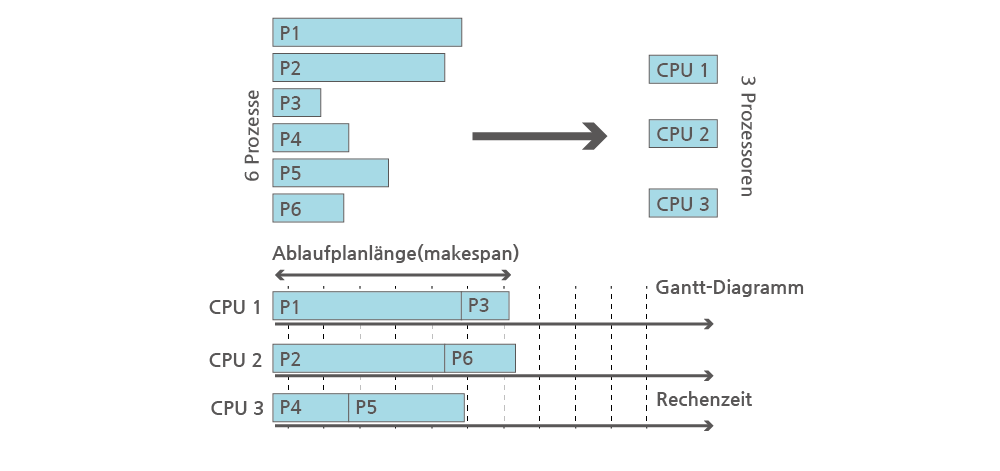 6 Prozesse
P1
P2
P3
P4
P5
P6
CPU 1
CPU 2
CPU 3
3 Prozessoren
Ablaufplanlänge(makespan)
Gantt-Diagramm
CPU 1 P1 P3
CPU 2 P2 P6
Rechenzeit
CPU 3 P4 P5